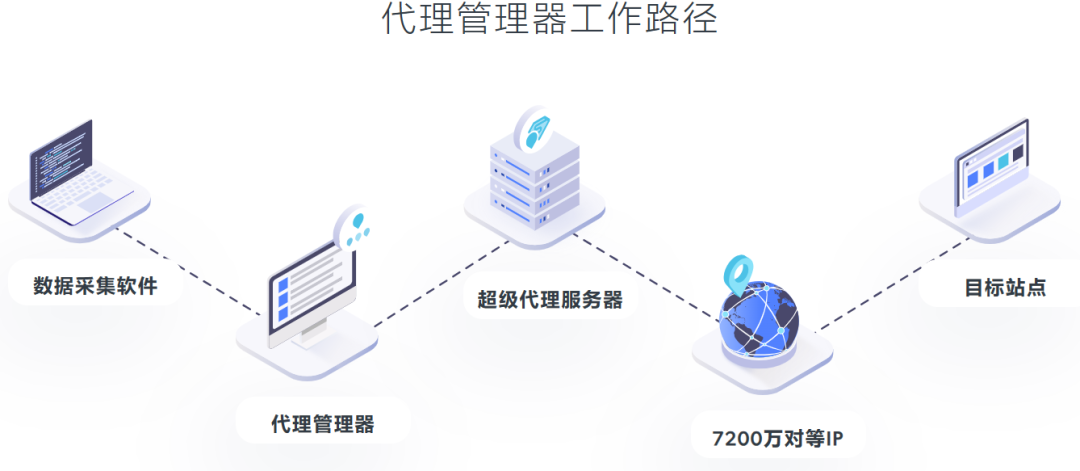 代理管理器工作路径
数据采集软件
代理管理器
超级代理服务器
7200万对等IP
目标站点